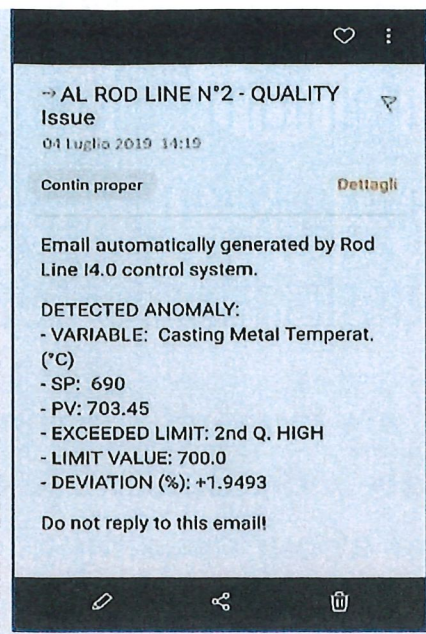 → AL ROD LINE N°2 - QUALITY
Issue
04 Luglio 2019 14:19
Contin proper
Dettagli
Email automatically generated by Rod
Line I4.0 control system.
DETECTED ANOMALY:
- VARIABLE: Casting Metal Temperat.
(°C)
- SP: 690
- PV: 703.45
- EXCEEDED LIMIT: 2nd Q. HIGH
- LIMIT VALUE: 700.0
- DEVIATION (%): +1.9493
Do not reply to this email!